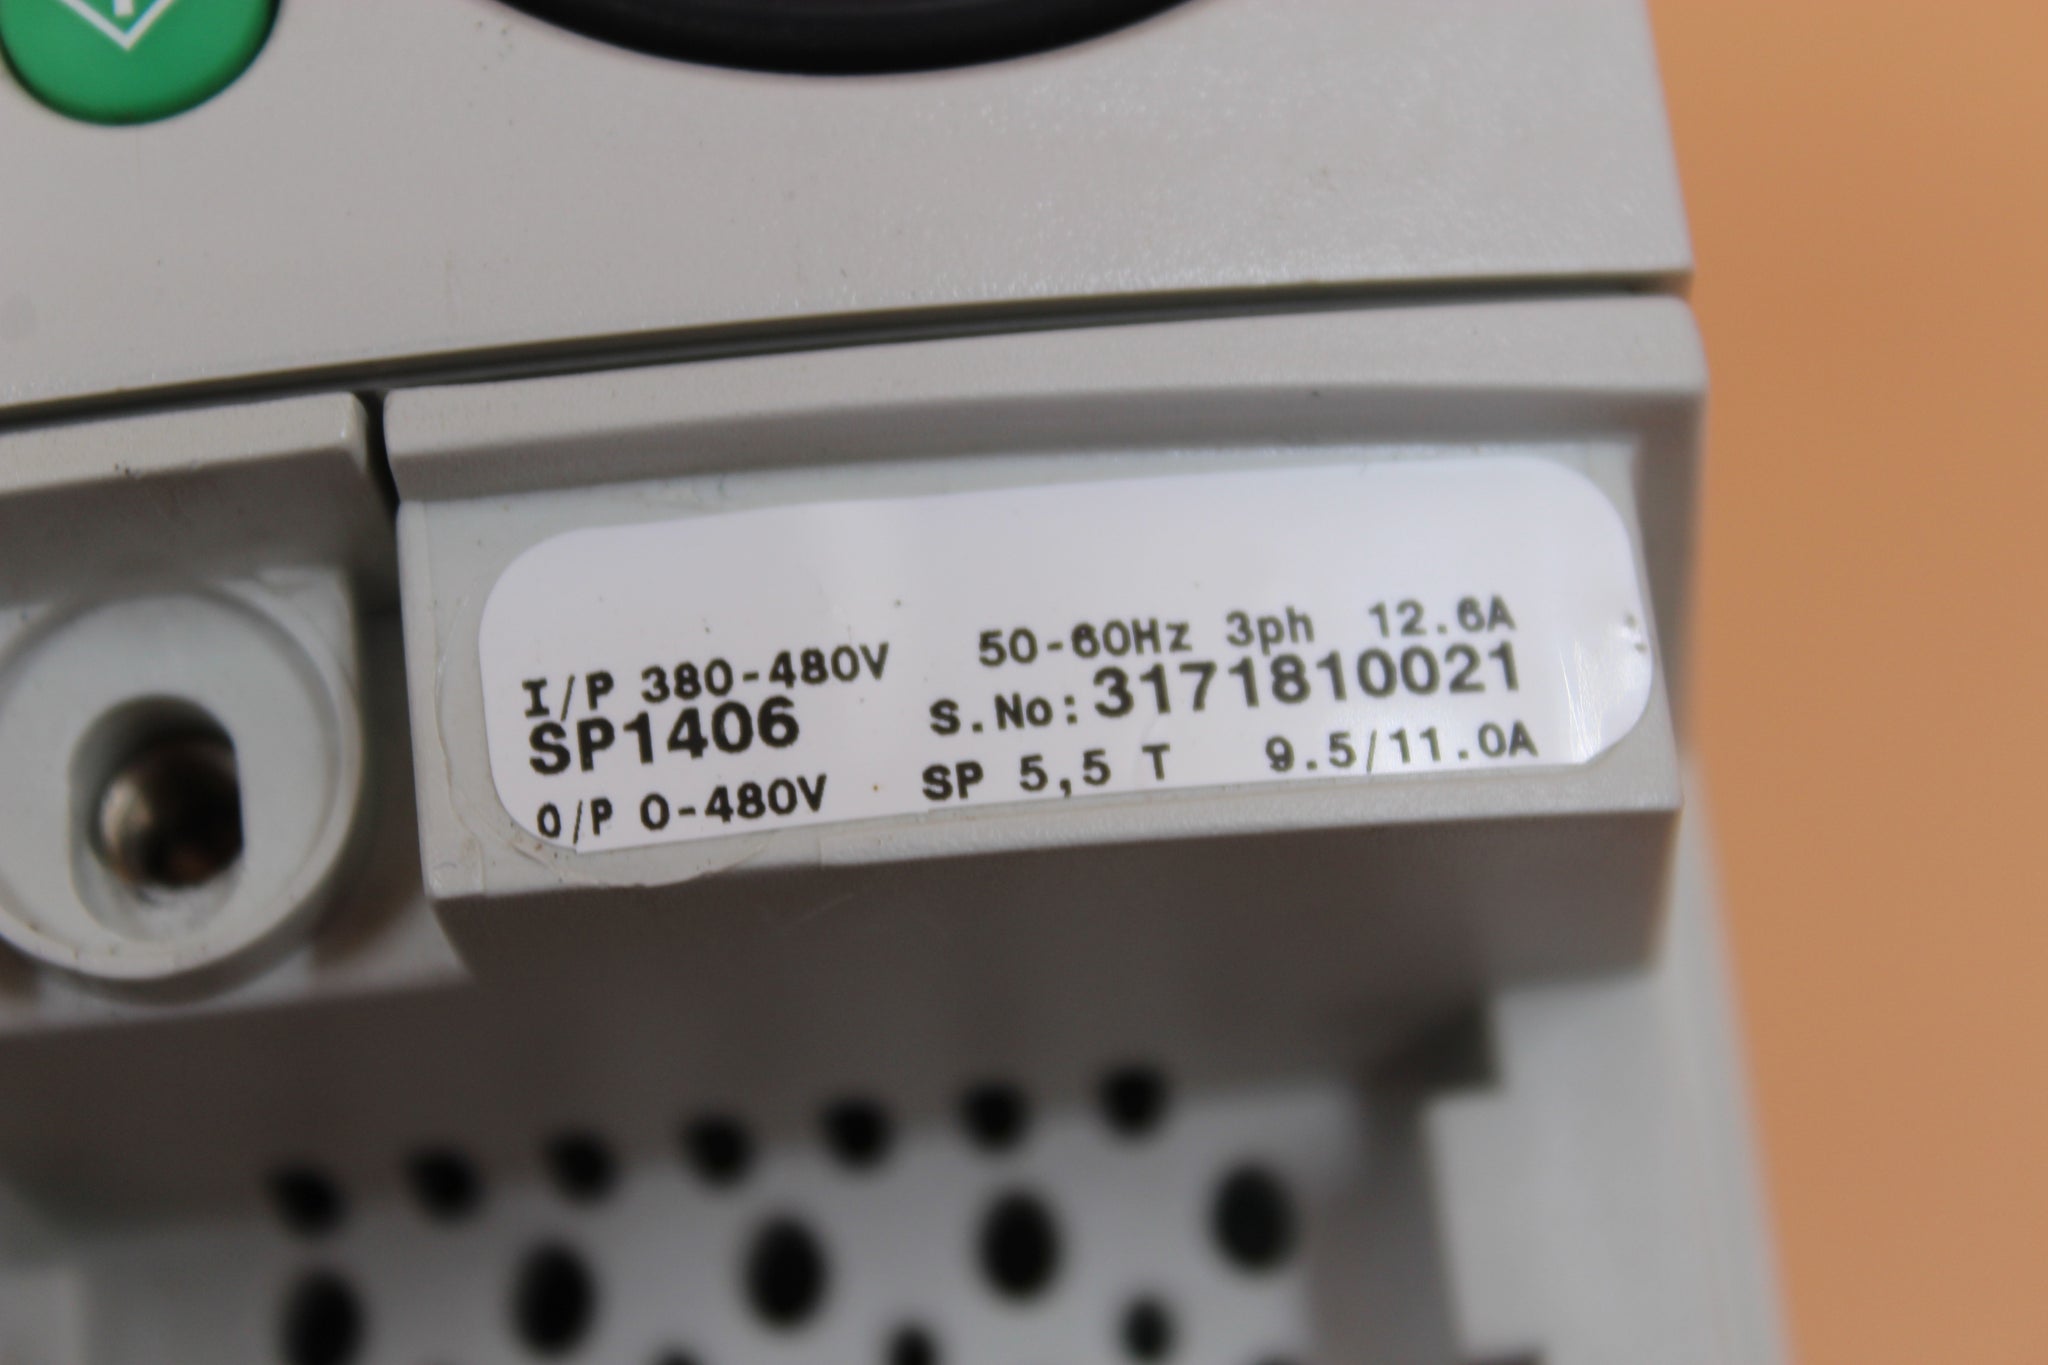 I/P 380-480V 50-60Hz 3ph 12.6A
SP1406 S.No:3171810021
O/P 0-480V SP 5,5 T 9.5/11.0A